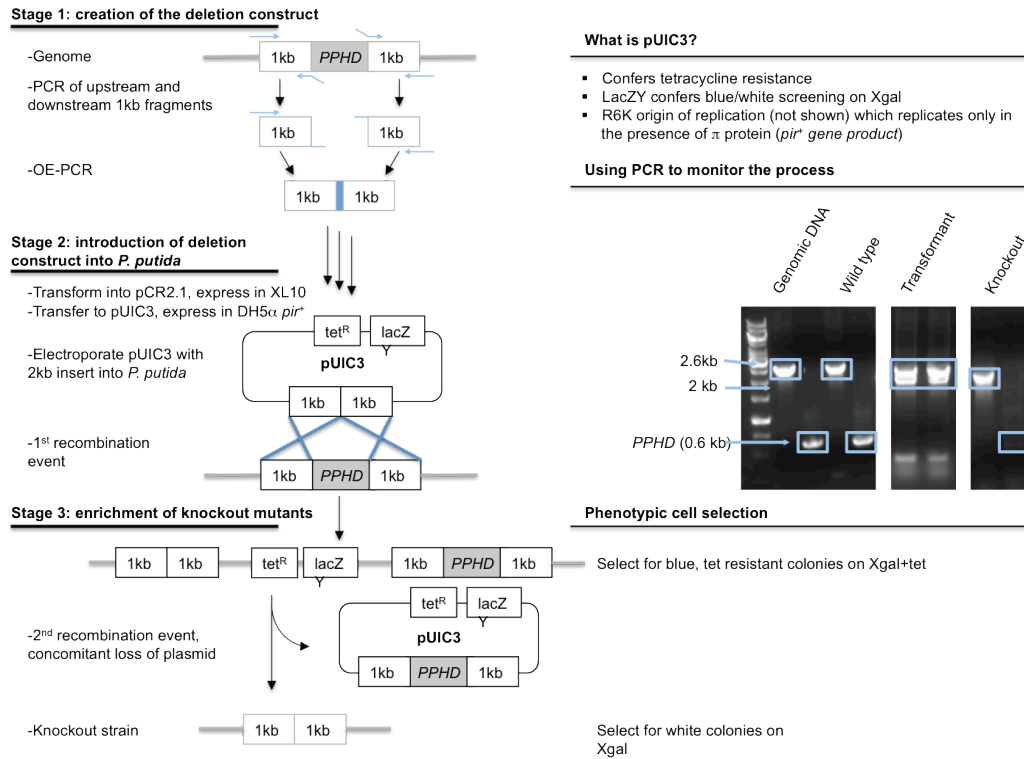 Stage 1: creation of the deletion construct
-Genome
1kb PPHD 1kb
-PCR of upstream and
downstream 1kb fragments
1kb 1kb
-OE-PCR
1kb 1kb
Stage 2: introduction of deletion
construct into P. putida
-Transform into pCR2.1, express in XL10
-Transfer to pUIC3, express in DH5α pir⁺
tetᴿ lacZ
Y
pUIC3
-Electroporate pUIC3 with
2kb insert into P. putida
1kb 1kb
-1ˢᵗ recombination
event
1kb PPHD 1kb
Stage 3: enrichment of knockout mutants
1kb 1kb tetᴿ lacZ 1kb PPHD 1kb
Y
tetᴿ lacZ
Y
pUIC3
-2ⁿᵈ recombination event,
concomitant loss of plasmid
1kb PPHD 1kb
-Knockout strain
1kb 1kb
What is pUIC3?
▪ Confers tetracycline resistance
▪ LacZY confers blue/white screening on Xgal
▪ R6K origin of replication (not shown) which replicates only in
the presence of π protein (pir⁺ gene product)
Using PCR to monitor the process
Genomic DNA
Wild type
Transformant
Knockout
2.6kb
2 kb
PPHD (0.6 kb)
Phenotypic cell selection
Select for blue, tet resistant colonies on Xgal+tet
Select for white colonies on
Xgal